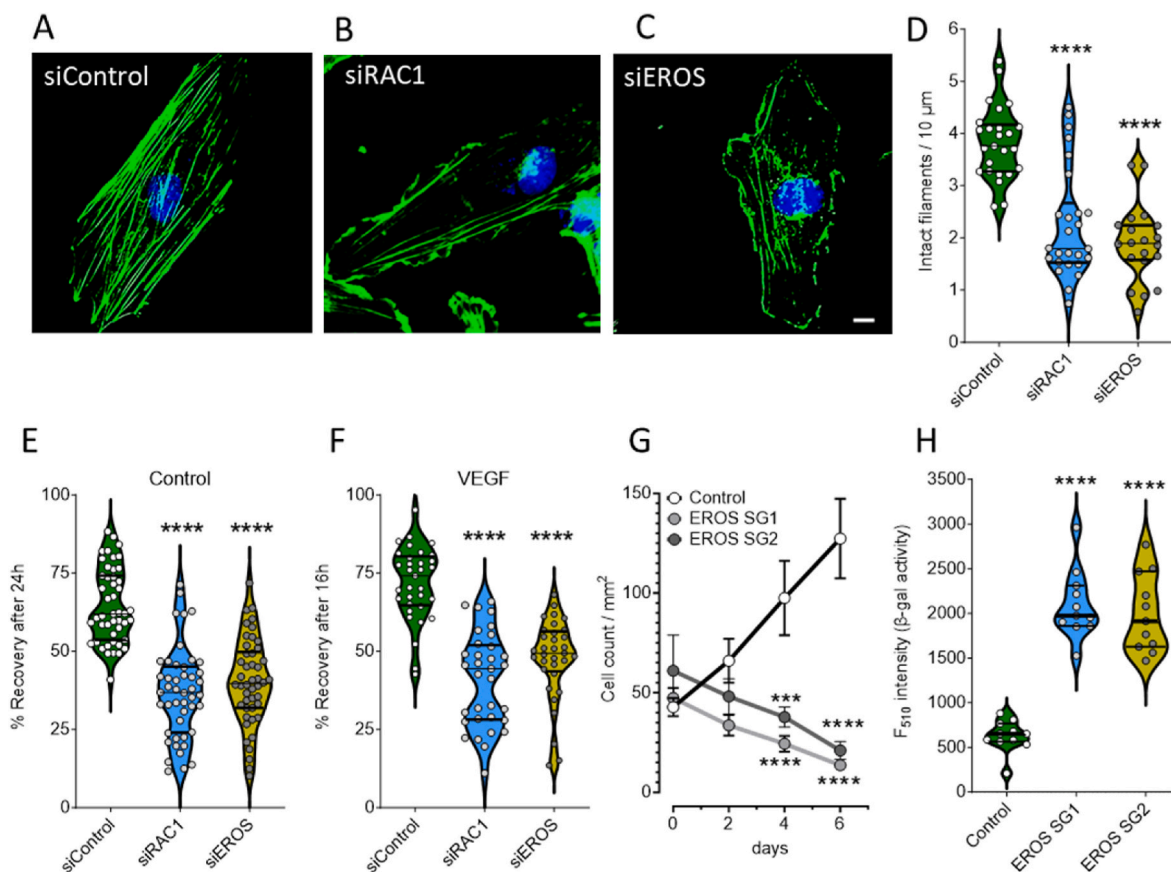 A
B
C
D
siControl
siRAC1
siEROS
6
5
4
3
2
1
0
Intact filaments / 10 µm
****
****
siControl
siRAC1
siEROS
E
Control
100
75
50
25
0
% Recovery after 24h
****
****
siControl
siRAC1
siEROS
F
VEGF
100
75
50
25
0
% Recovery after 16h
****
****
siControl
siRAC1
siEROS
G
Control
EROS SG1
EROS SG2
150
100
50
0
Cell count / mm²
***
****
****
****
0
2
4
6
days
H
3500
3000
2500
2000
1500
1000
500
0
F₅₁₀ intensity (β-gal activity)
****
****
Control
EROS SG1
EROS SG2